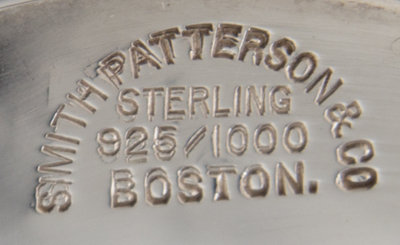 SMITH PATTERSON & CO
STERLING
925/1000
BOSTON.